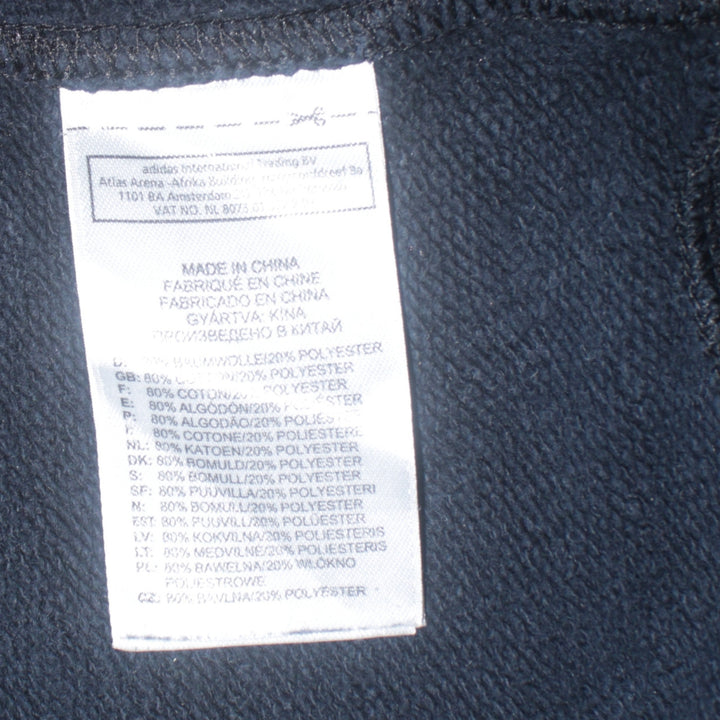 adidas International Trading BV
Atlas Arena -Afrika
1101 BA Amsterdam
VAT NO. NL 8073
MADE IN CHINA
FABRIQUÉ EN CHINE
FABRICADO EN CHINA
GYÁRTVA: KÍNA
ПРОИЗВЕДЕНО В КИТАЙ
D: BAUMWOLLE/20% POLYESTER
GB: 80% POLYESTER
F: 80% COTON/20% POLYESTER
E: 80% ALGODÓN/20%
P: 80% ALGODÃO/20%
I: 80% COTONE/20% POLIESTERE
NL: 80% KATOEN/20% POLYESTER
DK: 80% BOMULD/20% POLYESTER
S: 80% BOMULL/20% POLYESTER
SF: 80% PUUVILLA/20% POLYESTERI
N: 80% BOMULL/20% POLYESTER
EST: 80% PUUVILL/20% POLÜESTER
LV: 80% KOKVILNA/20% POLIESTERIS
LT: 80% MEDVILNE/20% POLIESTERIS
PL: 80% BAWEŁNA/20% WŁÓKNO
POLIESTROWE
CZ: 80% BAVLNA/20% POLYESTER